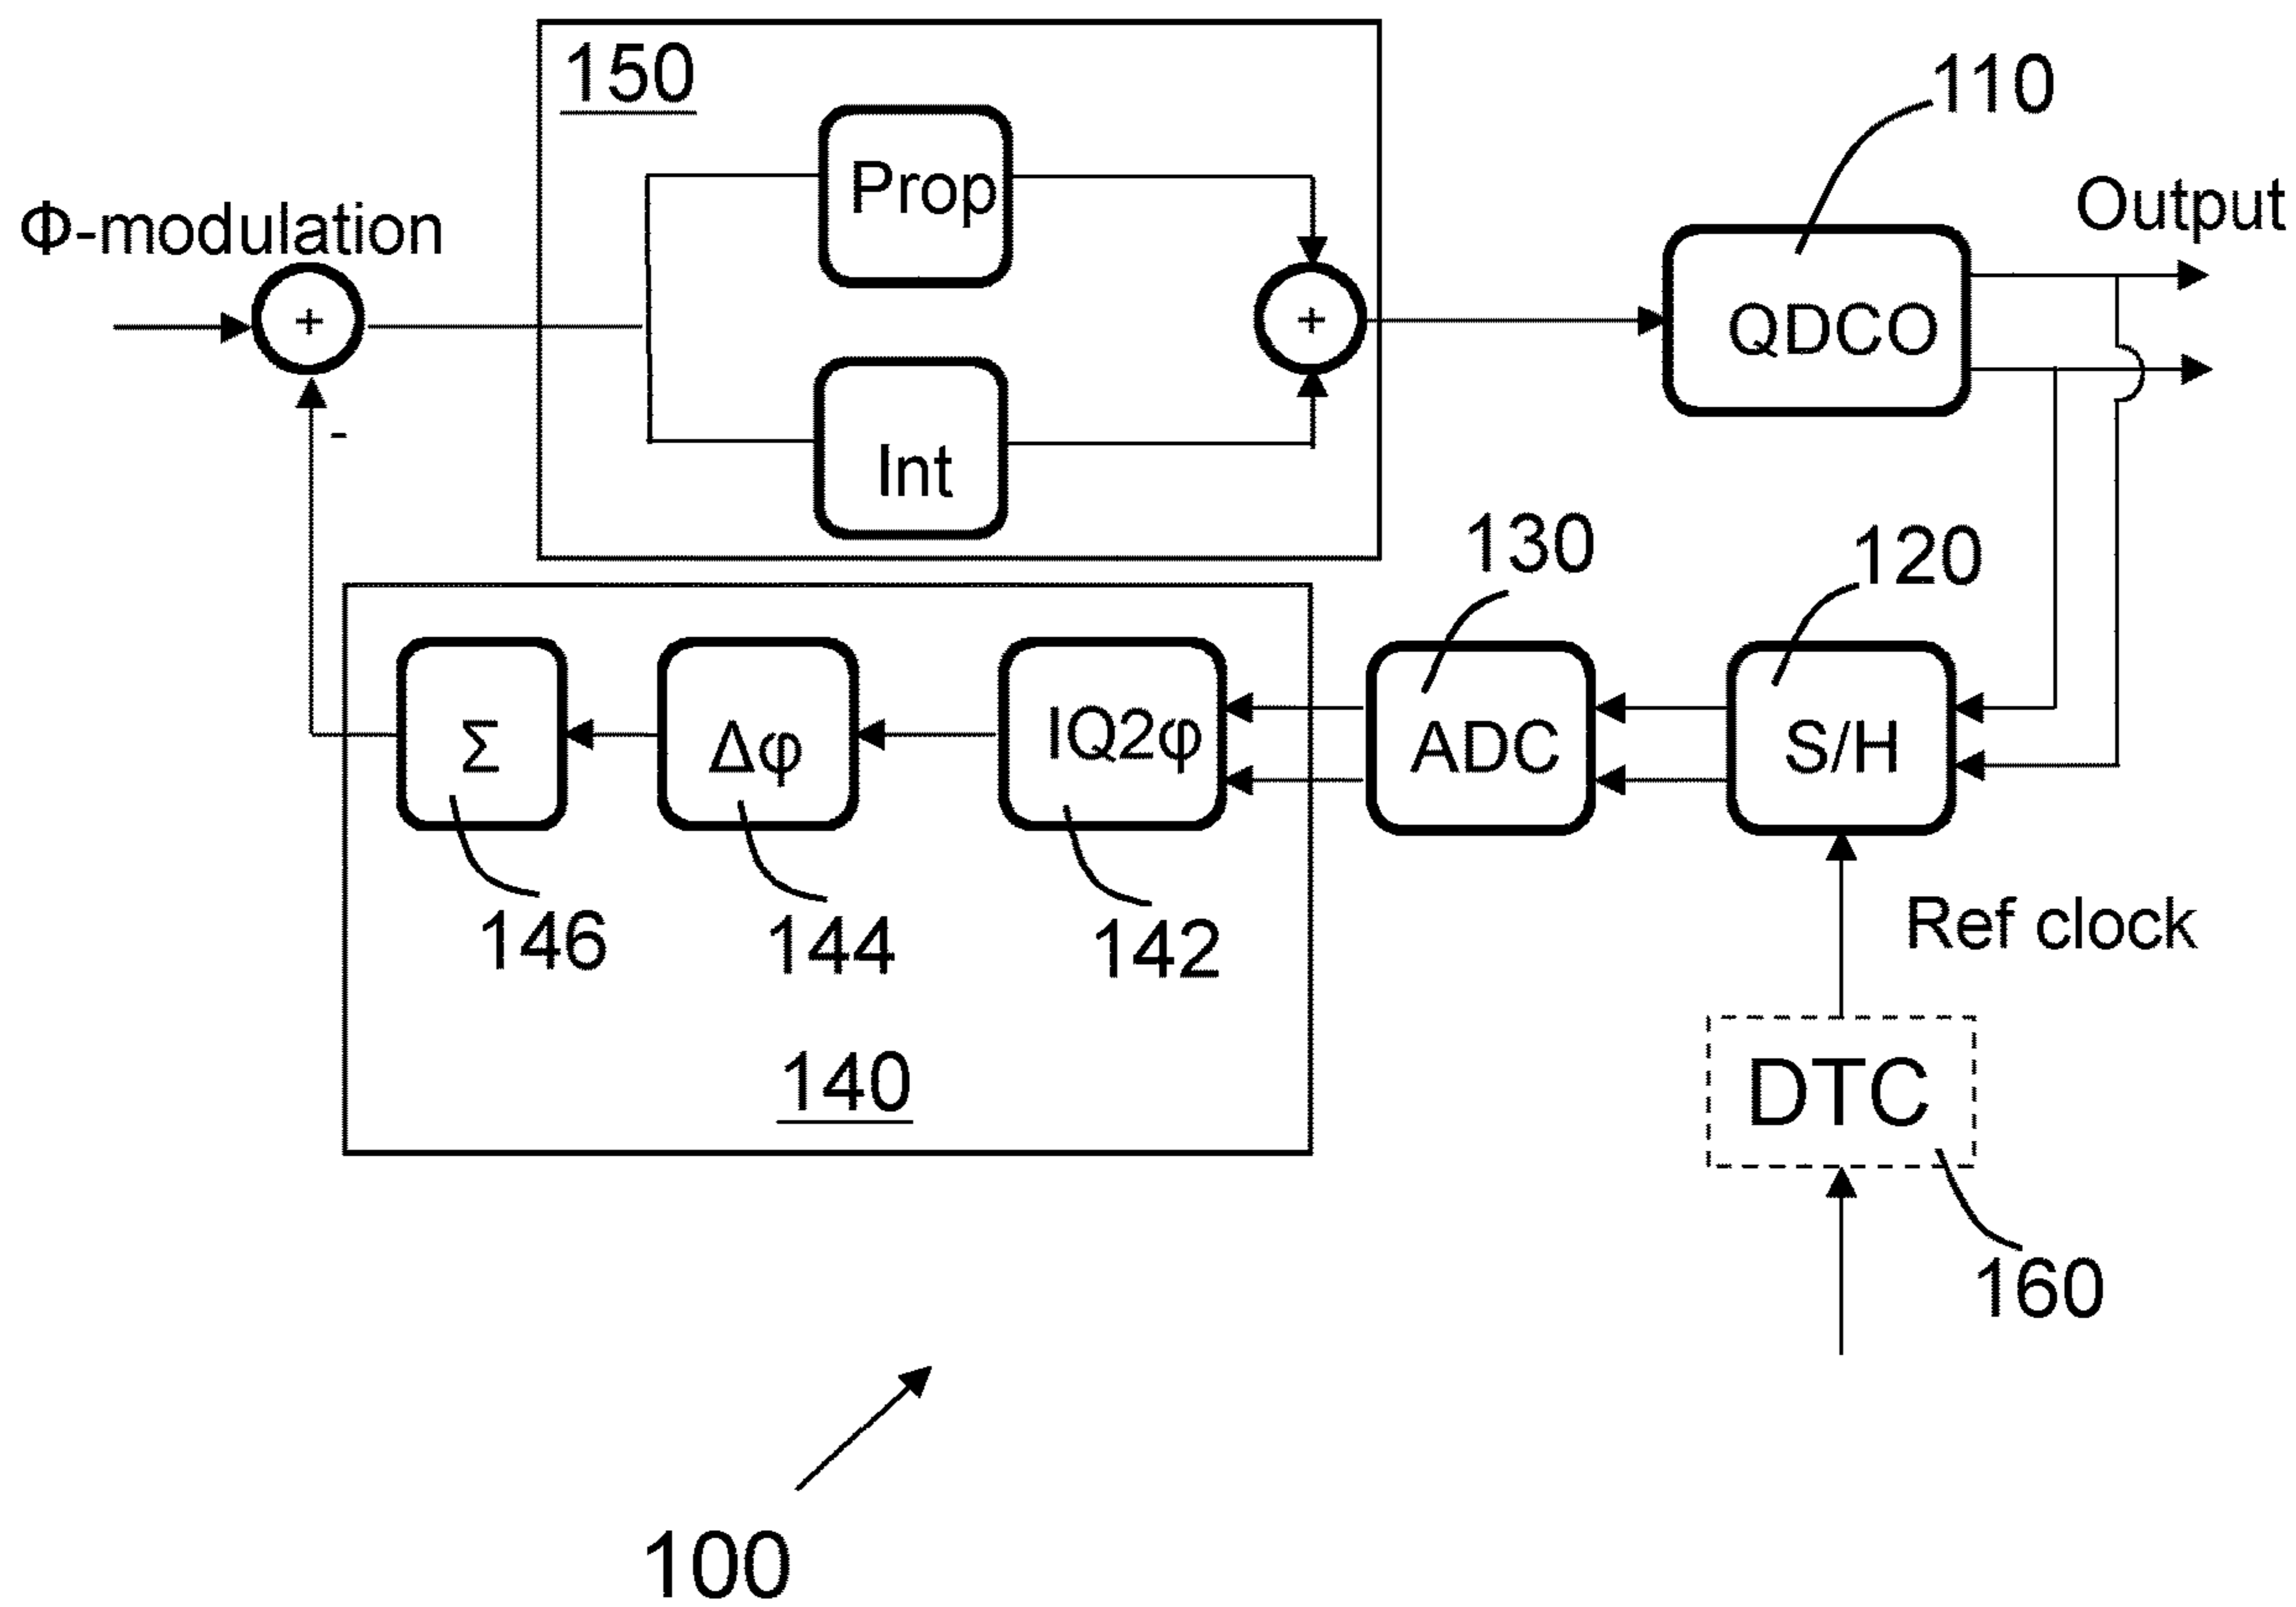 150
110
Output
Φ-modulation
Prop
+
+
QDCO
-
Int
130
120
Σ
Δφ
IQ2φ
ADC
S/H
146
144
142
Ref clock
140
DTC
160
100